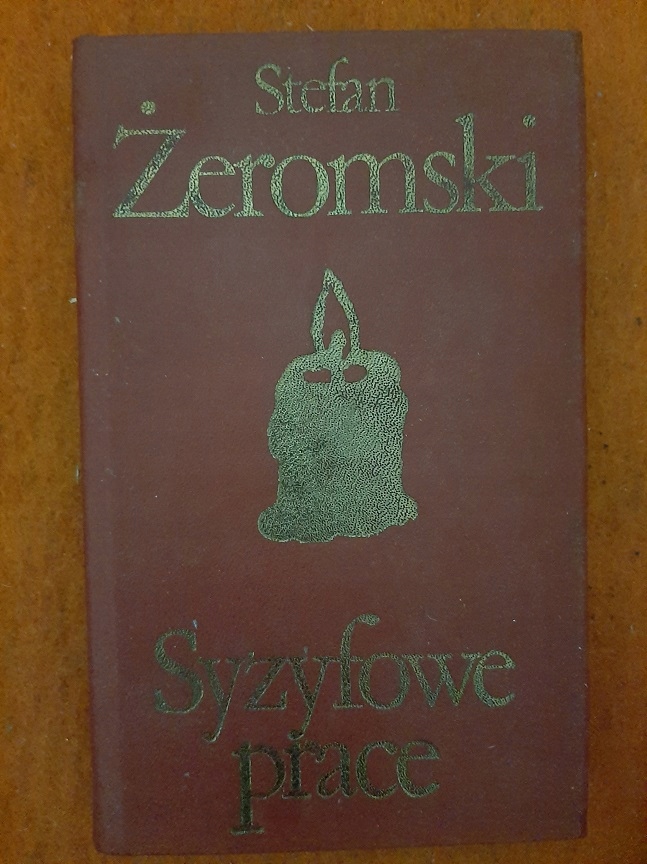 Stefan
Żeromski
Syzyfowe
prace